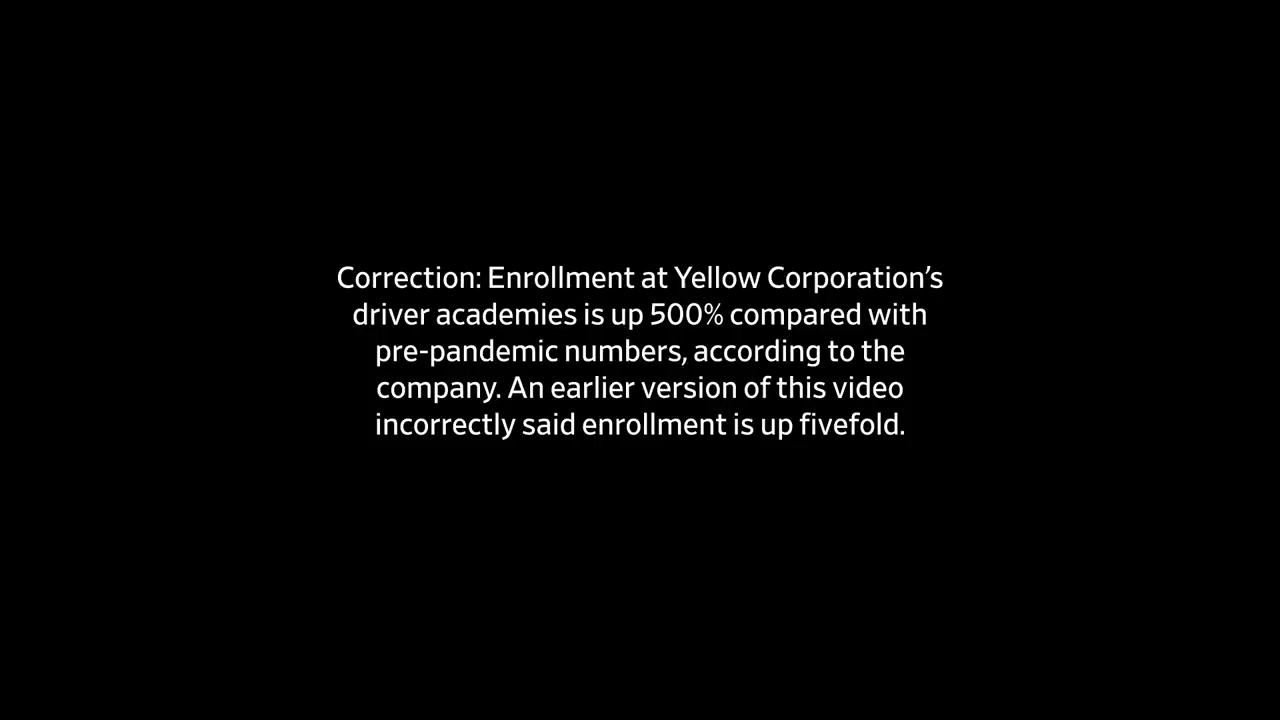 Correction: Enrollment at Yellow Corporation’s
driver academies is up 500% compared with
pre-pandemic numbers, according to the
company. An earlier version of this video
incorrectly said enrollment is up fivefold.